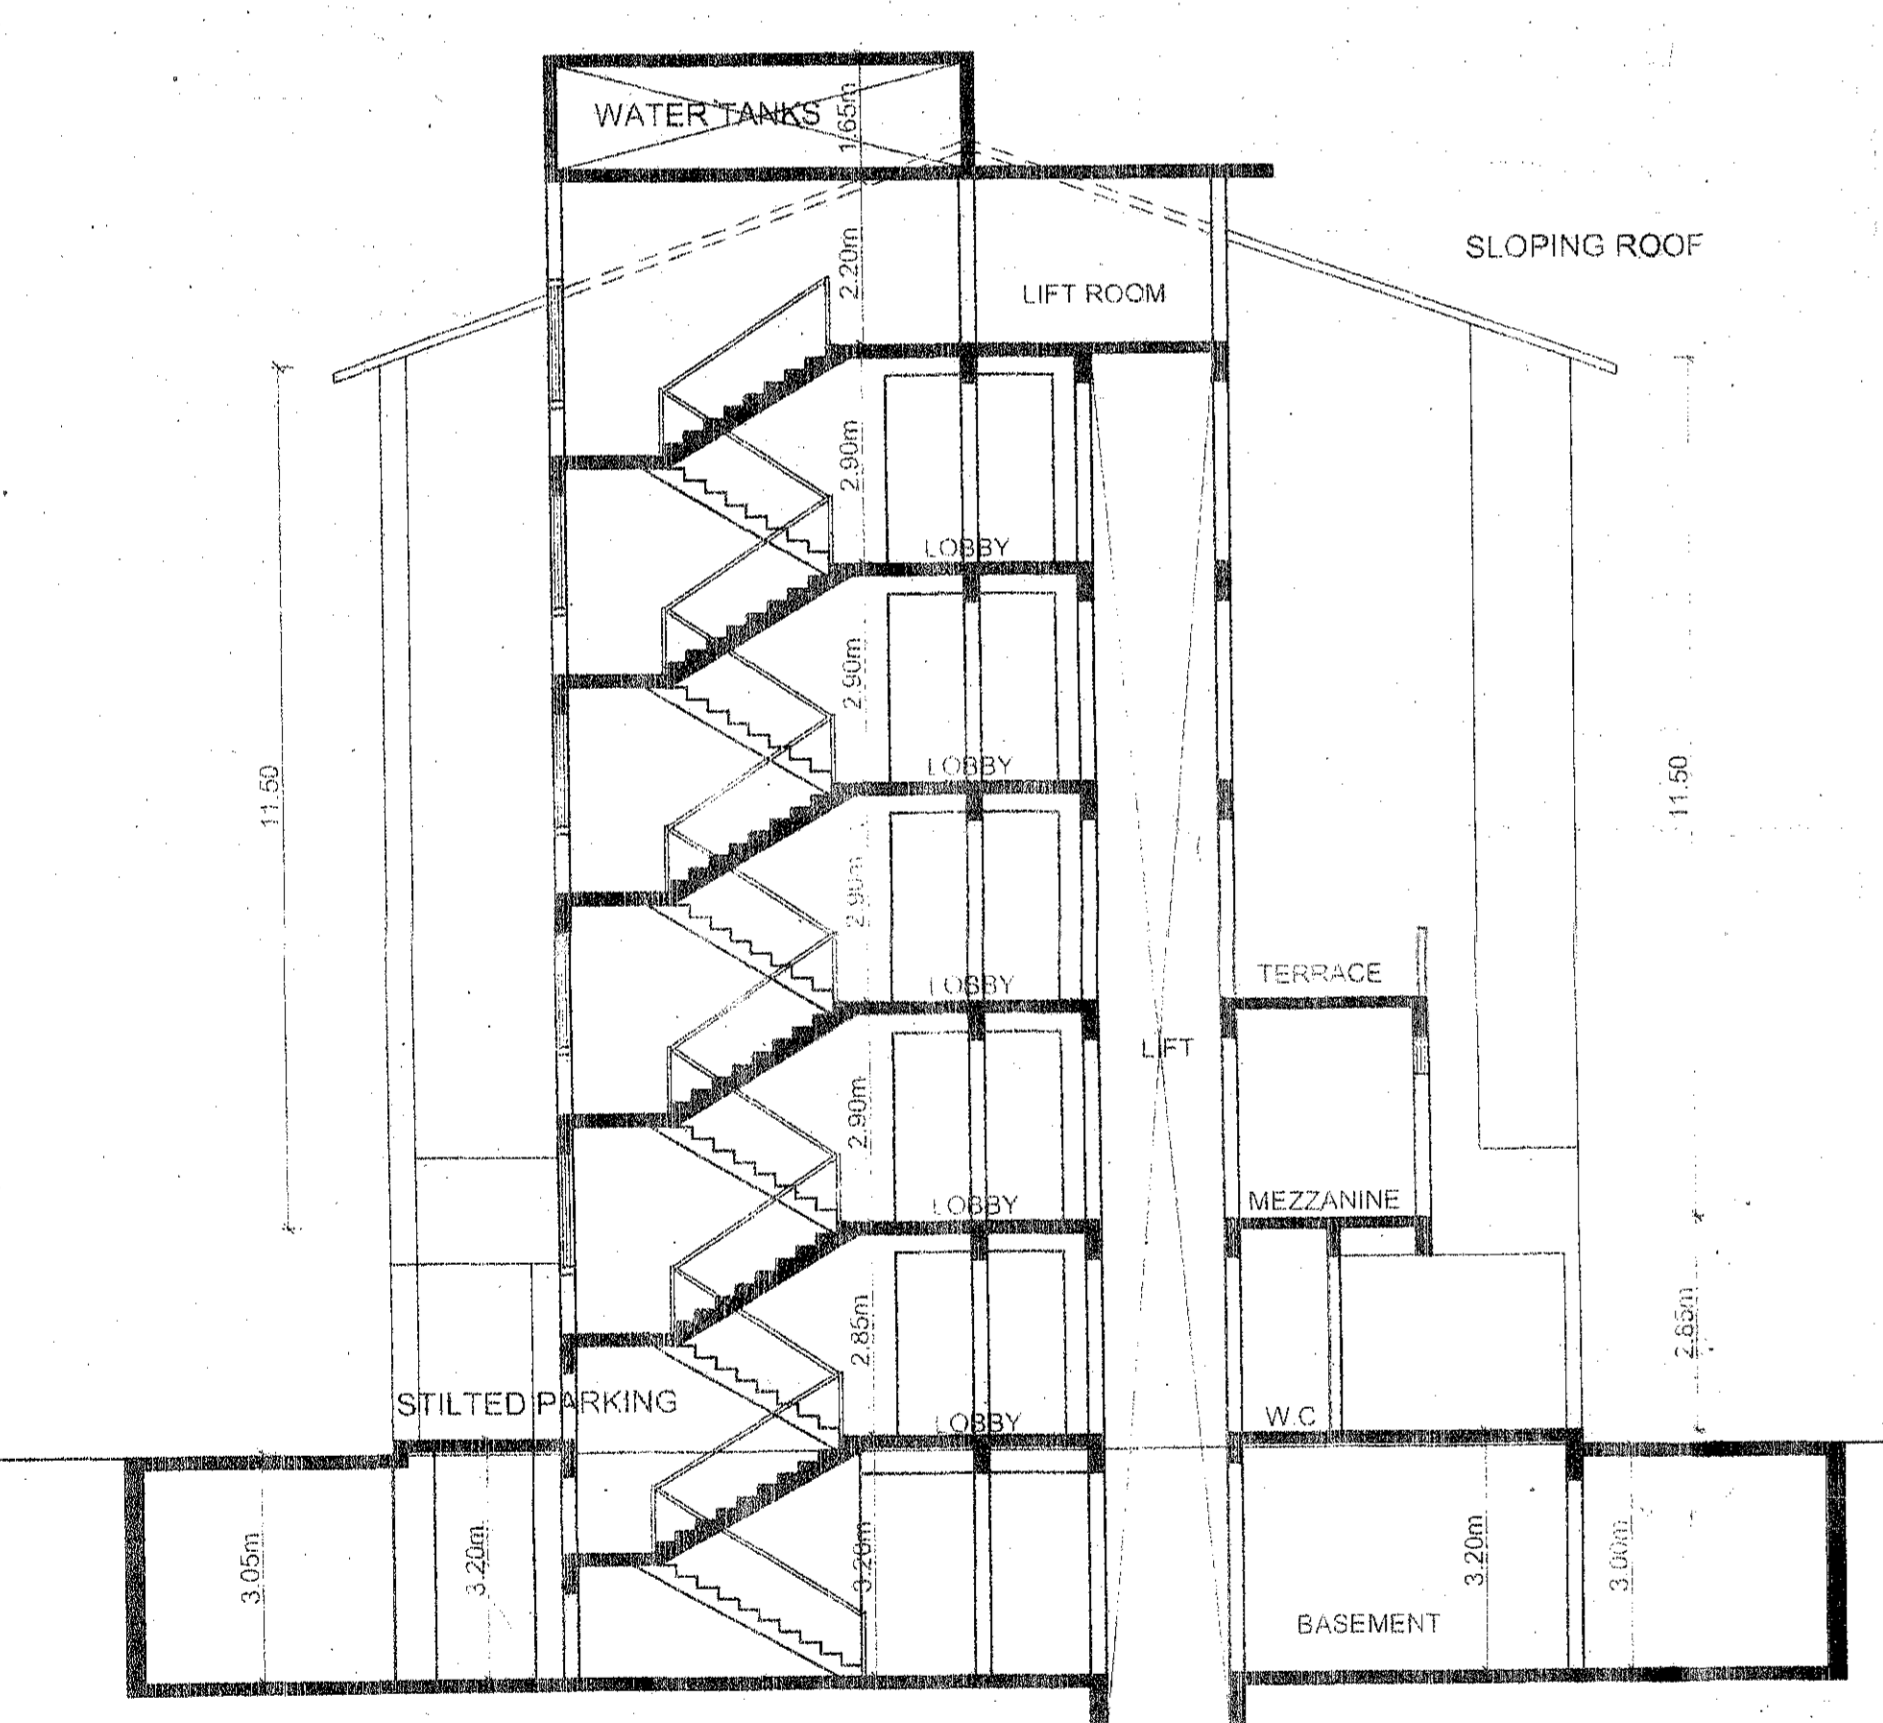 WATER TANKS
1.65m
SLOPING ROOF
2.20m
LIFT ROOM
2.90m
LOBBY
2.90m
11.50
11.50
LOBBY
2.90m
TERRACE
LOBBY
LIFT
2.90m
MEZZANINE
LOBBY
2.85m
2.85m
STILTED PARKING
W.C
LOBBY
3.05m
3.20m
3.20m
3.20m
3.00m
BASEMENT